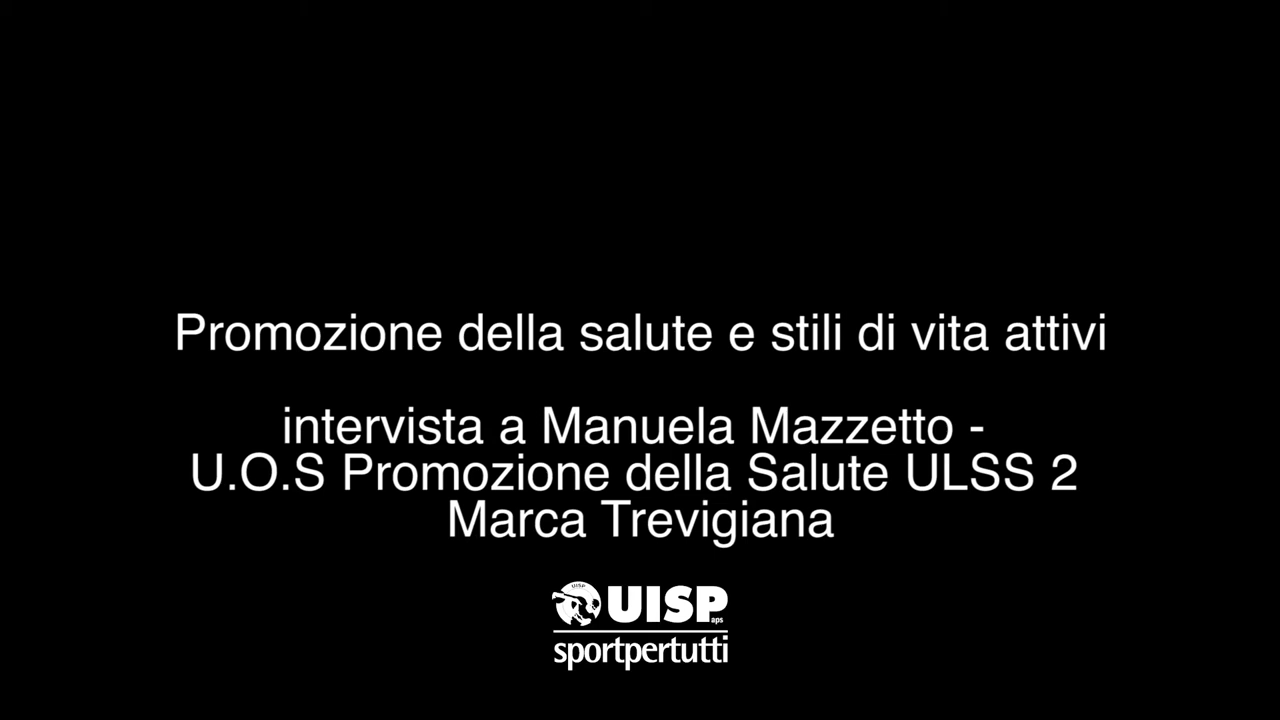 Promozione della salute e stili di vita attivi
intervista a Manuela Mazzetto -
U.O.S Promozione della Salute ULSS 2
Marca Trevigiana
UISP
UISP
aps
sportpertutti